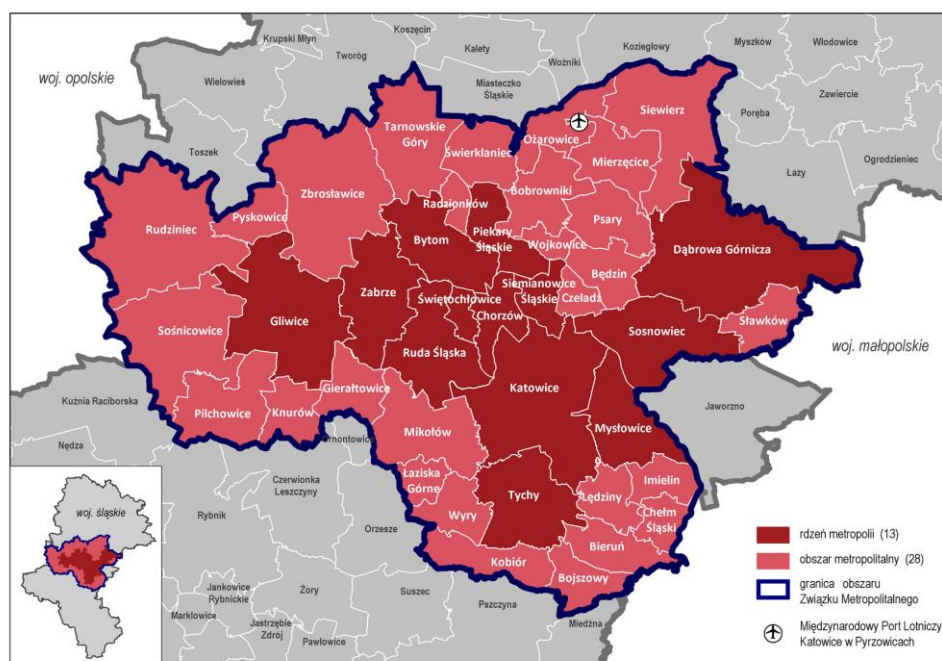 Koszęcin
Krupski Młyn
Tworóg
Kalety
Woźniki
Koziegłowy
Myszków
Włodowice
woj. opolskie
Wielowieś
Miasteczko
Śląskie
Siewierz
Poręba
Zawiercie
Tarnowskie
Góry
Świerklaniec
Ożarowice
Mierzęcice
Toszek
Ogrodzieniec
Łazy
Zbrosławice
Radzionków
Bobrowniki
Pyskowice
Psary
Rudziniec
Bytom
Piekary
Śląskie
Wojkowice
Dąbrowa Górnicza
Będzin
Zabrze
Siemianowice
Śląskie
Czeladź
Świętochłowice
Chorzów
Gliwice
Sławków
Sośnicowice
Sosnowiec
Ruda Śląska
woj. małopolskie
Katowice
Gierałtowice
Kuźnia Raciborska
Pilchowice
Knurów
Jaworzno
Mikołów
Mysłowice
Nędza
Ornontowice
Czerwionka
Leszczyny
Łaziska
Górne
Tychy
Lędziny
Imielin
Chełm
Śląski
Rybnik
Orzesze
Wyry
Bieruń
Kobiór
Bojszowy
Jankowice
Rybnickie
Żory
Suszec
Pszczyna
Miedźna
Marklowice
Jastrzębie
Zdrój
Pawłowice
woj. śląskie
rdzeń metropolii (13)
obszar metropolitalny (28)
granica obszaru
Związku Metropolitalnego
Międzynarodowy Port Lotniczy
Katowice w Pyrzowicach